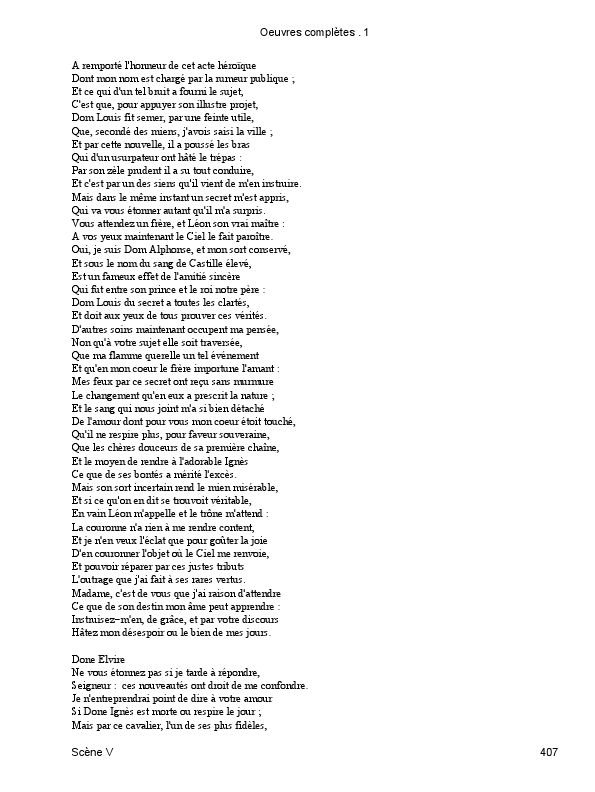 Oeuvres complètes . 1
A remporté l'honneur de cet acte héroïque
Dont mon nom est chargé par la rumeur publique ;
Et ce qui d'un tel bruit a fourni le sujet,
C'est que, pour appuyer son illustre projet,
Dom Louis fit semer, par une feinte utile,
Que, secondé des miens, j'avois saisi la ville ;
Et par cette nouvelle, il a poussé les bras
Qui d'un usurpateur ont hâté le trépas :
Par son zèle prudent il a su tout conduire,
Et c'est par un des siens qu'il vient de m'en instruire.
Mais dans le même instant un secret m'est appris,
Qui va vous étonner autant qu'il m'a surpris.
Vous attendez un frère, et Léon son vrai maître :
A vos yeux maintenant le Ciel le fait paroître.
Oui, je suis Dom Alphonse, et mon sort conservé,
Et sous le nom du sang de Castille élevé,
Est un fameux effet de l'amitié sincère
Qui fut entre son prince et le roi notre père :
Dom Louis du secret a toutes les clartés,
Et doit aux yeux de tous prouver ces vérités.
D'autres soins maintenant occupent ma pensée,
Non qu'à votre sujet elle soit traversée,
Que ma flamme querelle un tel événement
Et qu'en mon coeur le frère importune l'amant :
Mes feux par ce secret ont reçu sans murmure
Le changement qu'en eux a prescrit la nature ;
Et le sang qui nous joint m'a si bien détaché
De l'amour dont pour vous mon coeur étoit touché,
Qu'il ne respire plus, pour faveur souveraine,
Que les chères douceurs de sa première chaîne,
Et le moyen de rendre à l'adorable Ignès
Ce que de ses bontés a mérité l'excès.
Mais son sort incertain rend le mien misérable,
Et si ce qu'on en dit se trouvoit véritable,
En vain Léon m'appelle et le trône m'attend :
La couronne n'a rien à me rendre content,
Et je n'en veux l'éclat que pour goûter la joie
D'en couronner l'objet où le Ciel me renvoie,
Et pouvoir réparer par ces justes tributs
L'outrage que j'ai fait à ses rares vertus.
Madame, c'est de vous que j'ai raison d'attendre
Ce que de son destin mon âme peut apprendre :
Instruisez−m'en, de grâce, et par votre discours
Hâtez mon désespoir ou le bien de mes jours.
Done Elvire
Ne vous étonnez pas si je tarde à répondre,
Seigneur : ces nouveautés ont droit de me confondre.
Je n'entreprendrai point de dire à votre amour
Si Done Ignès est morte ou respire le jour ;
Mais par ce cavalier, l'un de ses plus fidèles,
Scène V 407